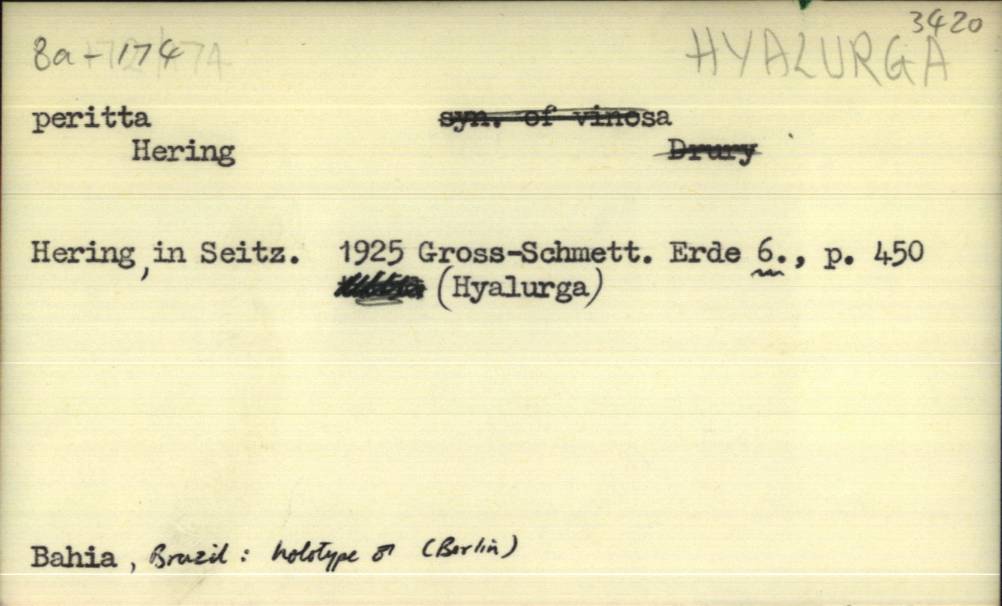 3420
8a-174 HYALURGA
peritta syn. of vinosa
Hering Drury
Hering, in Seitz. 1925 Gross-Schmett. Erde 6., p. 450
(Hyalurga)
Bahia, Brazil: holotype ♂ (Berlin)